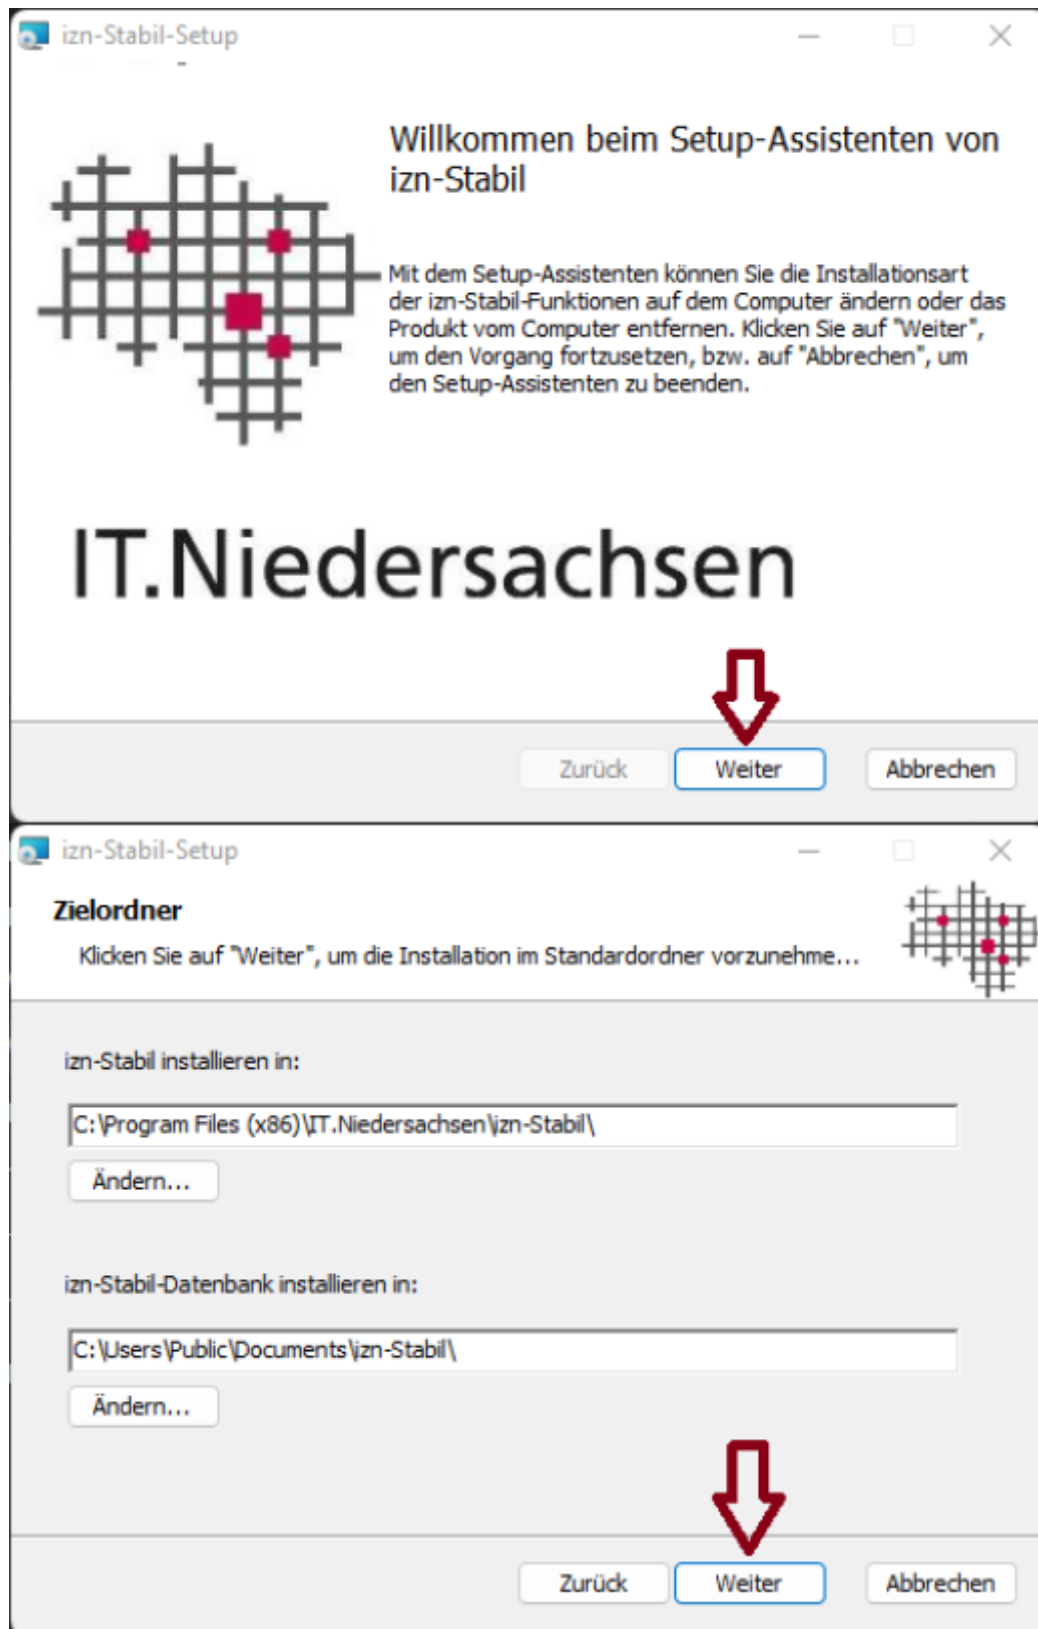 izn-Stabil-Setup
Willkommen beim Setup-Assistenten von
izn-Stabil
Mit dem Setup-Assistenten können Sie die Installationsart
der izn-Stabil-Funktionen auf dem Computer ändern oder das
Produkt vom Computer entfernen. Klicken Sie auf "Weiter",
um den Vorgang fortzusetzen, bzw. auf "Abbrechen", um
den Setup-Assistenten zu beenden.
IT.Niedersachsen
Zurück Weiter Abbrechen
izn-Stabil-Setup
Zielordner
Klicken Sie auf "Weiter", um die Installation im Standardordner vorzunehme...
izn-Stabil installieren in:
C:\Program Files (x86)\IT.Niedersachsen\izn-Stabil\
Ändern...
izn-Stabil-Datenbank installieren in:
C:\Users\Public\Documents\izn-Stabil\
Ändern...
Zurück Weiter Abbrechen